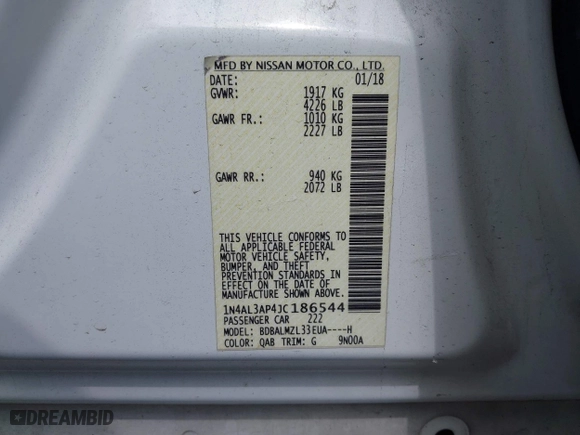 MFD BY NISSAN MOTOR CO., LTD.
DATE: 01/18
GVWR: 1917 KG
4226 LB
GAWR FR.: 1010 KG
2227 LB
GAWR RR.: 940 KG
2072 LB
THIS VEHICLE CONFORMS TO
ALL APPLICABLE FEDERAL
MOTOR VEHICLE SAFETY,
BUMPER, AND THEFT
PREVENTION STANDARDS IN
EFFECT ON THE DATE OF
MANUFACTURE SHOWN ABOVE.
1N4AL3AP4JC186544
PASSENGER CAR 222
MODEL: BDBALMZL33EUA----H
COLOR: QAB TRIM: G 9N00A
DREAMBID